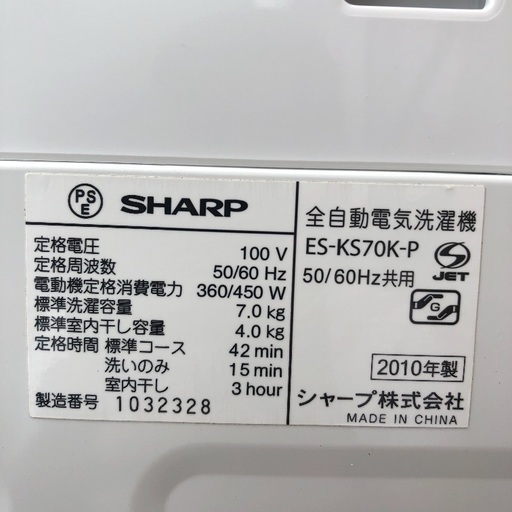 PSE SHARP
全自動電気洗濯機
ES-KS70K-P
50/60Hz共用
JET
G
定格電圧 100 V
定格周波数 50/60 Hz
電動機定格消費電力 360/450 W
標準洗濯容量 7.0 kg
標準室内干し容量 4.0 kg
定格時間 標準コース 42 min
洗いのみ 15 min
室内干し 3 hour
製造番号 1032328
2010年製
シャープ株式会社
MADE IN CHINA